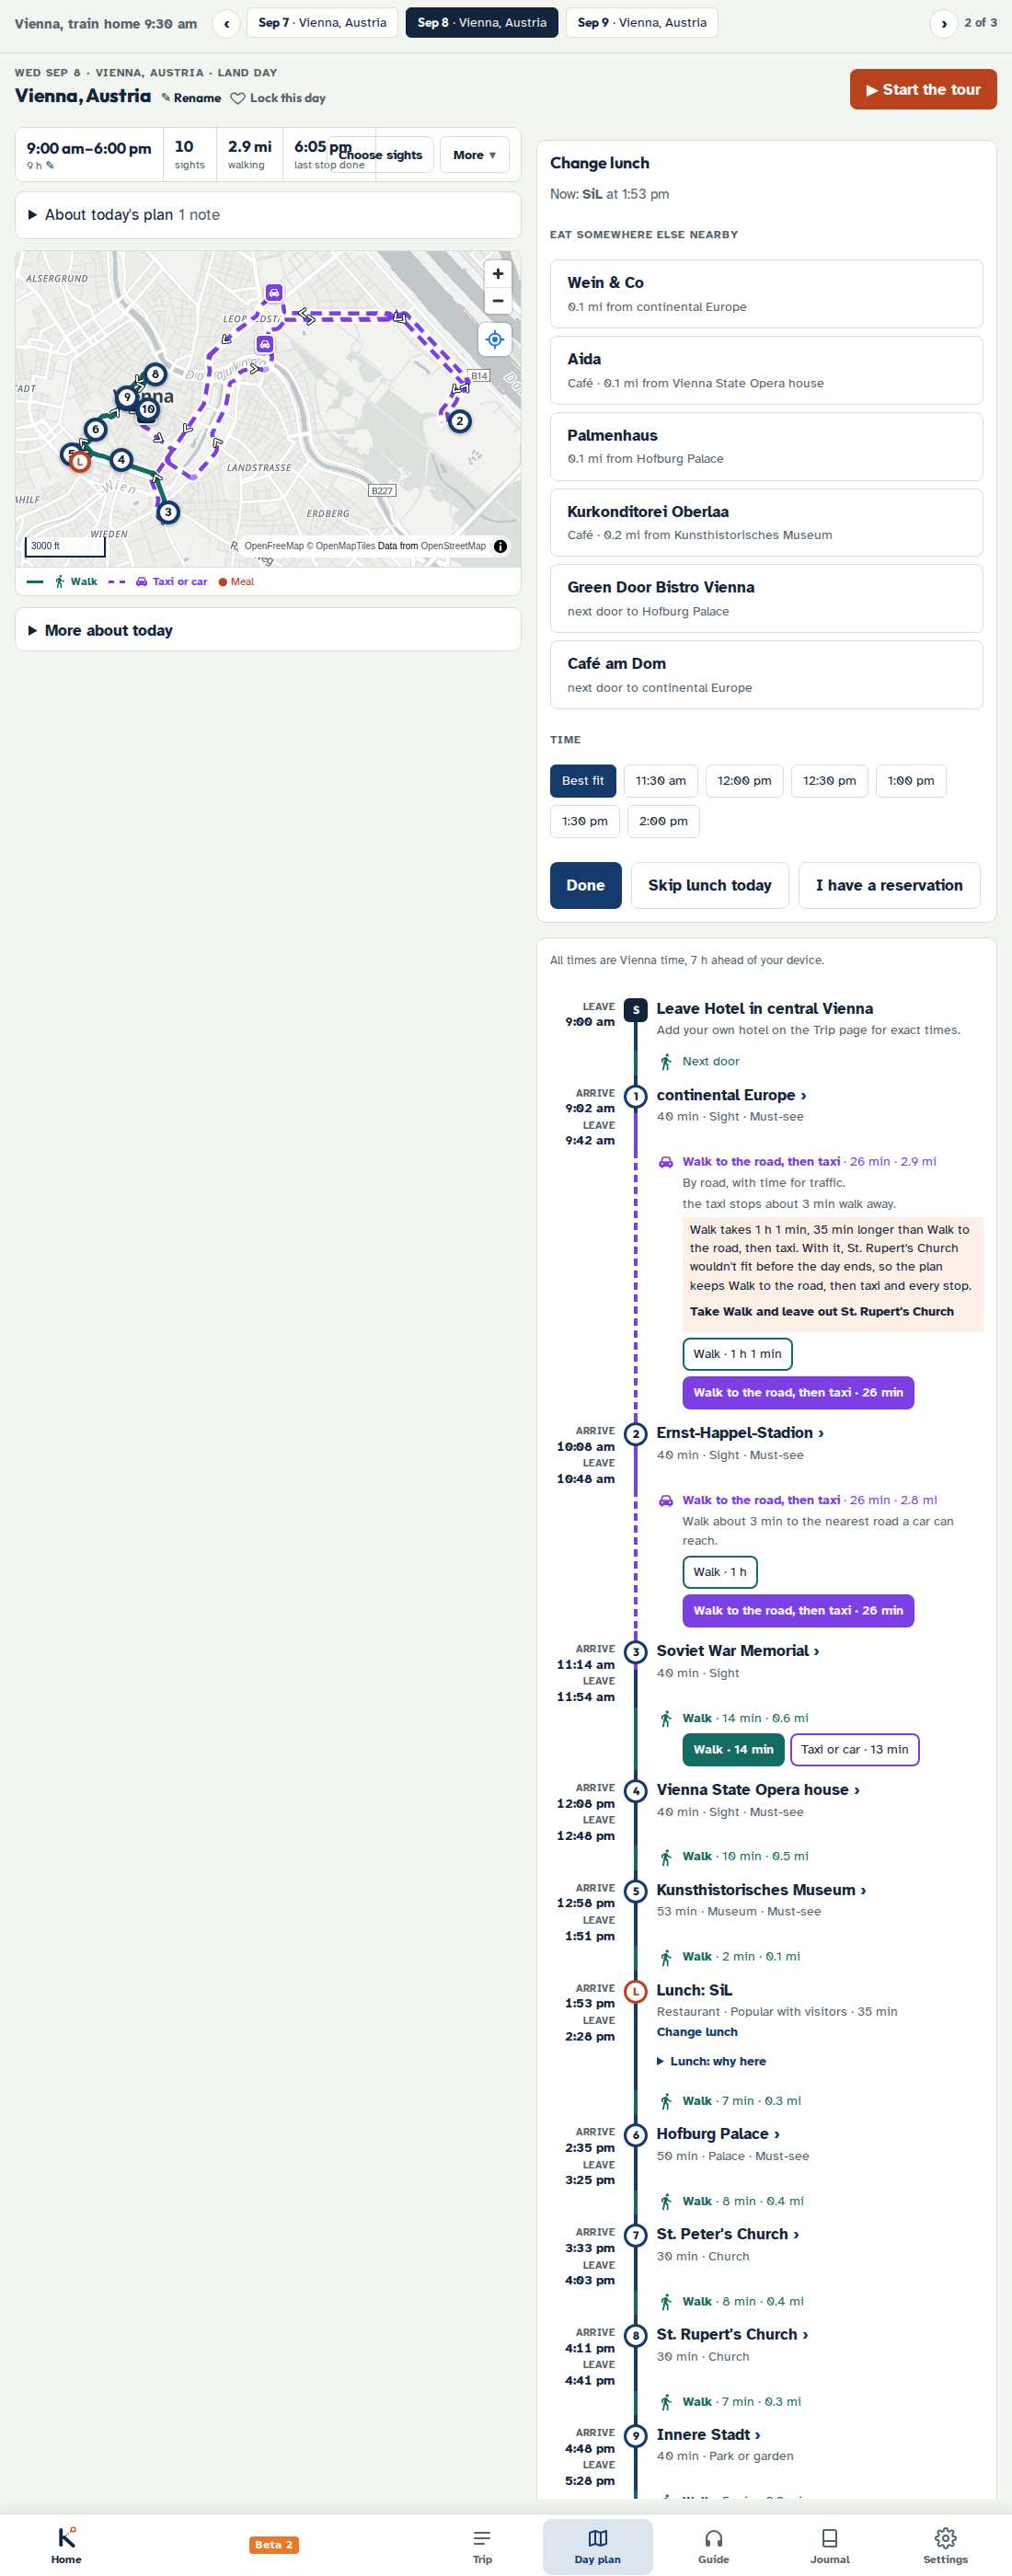 Vienna, train home 9:30 am
‹
Sep 7 · Vienna, Austria
Sep 8 · Vienna, Austria
Sep 9 · Vienna, Austria
›
2 of 3
WED SEP 8 · VIENNA, AUSTRIA · LAND DAY
Vienna, Austria
✎ Rename
Lock this day
▶ Start the tour
9:00 am–6:00 pm
9 h ✎
10
sights
2.9 mi
walking
6:05 pm
last stop done
Choose sights
More ▾
▶ About today's plan 1 note
ALSERGRUND
B14
8
9
10
2
6
4
L
3
LANDSTRASSE
B227
ERDBERG
Wien
WIEDEN
3000 ft
OpenFreeMap © OpenMapTiles Data from OpenStreetMap
Walk
Taxi or car
Meal
▶ More about today
Change lunch
Now: SiL at 1:53 pm
EAT SOMEWHERE ELSE NEARBY
Wein & Co
0.1 mi from continental Europe
Aida
Café · 0.1 mi from Vienna State Opera house
Palmenhaus
0.1 mi from Hofburg Palace
Kurkonditorei Oberlaa
Café · 0.2 mi from Kunsthistorisches Museum
Green Door Bistro Vienna
next door to Hofburg Palace
Café am Dom
next door to continental Europe
TIME
Best fit
11:30 am
12:00 pm
12:30 pm
1:00 pm
1:30 pm
2:00 pm
Done
Skip lunch today
I have a reservation
All times are Vienna time, 7 h ahead of your device.
LEAVE
9:00 am
S
Leave Hotel in central Vienna
Add your own hotel on the Trip page for exact times.
Next door
ARRIVE
9:02 am
LEAVE
9:42 am
1
continental Europe ›
40 min · Sight · Must-see
Walk to the road, then taxi · 26 min · 2.9 mi
By road, with time for traffic.
the taxi stops about 3 min walk away.
Walk takes 1 h 1 min, 35 min longer than Walk to
the road, then taxi. With it, St. Rupert's Church
wouldn't fit before the day ends, so the plan
keeps Walk to the road, then taxi and every stop.
Take Walk and leave out St. Rupert's Church
Walk · 1 h 1 min
Walk to the road, then taxi · 26 min
ARRIVE
10:08 am
LEAVE
10:48 am
2
Ernst-Happel-Stadion ›
40 min · Sight · Must-see
Walk to the road, then taxi · 26 min · 2.8 mi
Walk about 3 min to the nearest road a car can
reach.
Walk · 1 h
Walk to the road, then taxi · 26 min
ARRIVE
11:14 am
LEAVE
11:54 am
3
Soviet War Memorial ›
40 min · Sight
Walk · 14 min · 0.6 mi
Walk · 14 min
Taxi or car · 13 min
ARRIVE
12:08 pm
LEAVE
12:48 pm
4
Vienna State Opera house ›
40 min · Sight · Must-see
Walk · 10 min · 0.5 mi
ARRIVE
12:58 pm
LEAVE
1:51 pm
5
Kunsthistorisches Museum ›
53 min · Museum · Must-see
Walk · 2 min · 0.1 mi
ARRIVE
1:53 pm
LEAVE
2:28 pm
L
Lunch: SiL
Restaurant · Popular with visitors · 35 min
Change lunch
▶ Lunch: why here
Walk · 7 min · 0.3 mi
ARRIVE
2:35 pm
LEAVE
3:25 pm
6
Hofburg Palace ›
50 min · Palace · Must-see
Walk · 8 min · 0.4 mi
ARRIVE
3:33 pm
LEAVE
4:03 pm
7
St. Peter's Church ›
30 min · Church
Walk · 8 min · 0.4 mi
ARRIVE
4:11 pm
LEAVE
4:41 pm
8
St. Rupert's Church ›
30 min · Church
Walk · 7 min · 0.3 mi
ARRIVE
4:48 pm
LEAVE
5:28 pm
9
Innere Stadt ›
40 min · Park or garden
Home
Beta 2
Trip
Day plan
Guide
Journal
Settings